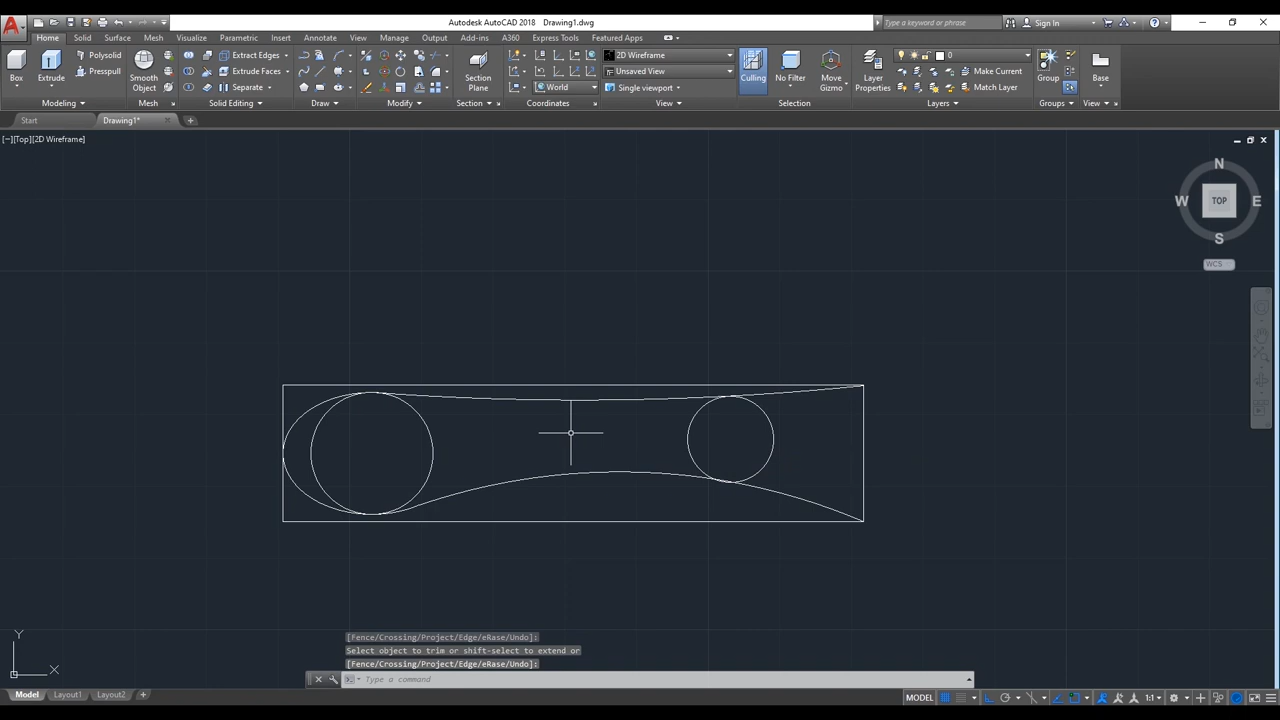 Autodesk AutoCAD 2018 Drawing1.dwg
Type a keyword or phrase
Sign In
Home Solid Surface Mesh Visualize Parametric Insert Annotate View Manage Output Add-ins A360 Express Tools Featured Apps
Box
Extrude
Polysolid
Presspull
Modeling
Smooth
Object
Mesh
Extract Edges
Extrude Faces
Separate
Solid Editing
Draw
Modify
Section
Plane
Section
World
Coordinates
2D Wireframe
Unsaved View
Single viewport
View
Culling
No Filter
Move
Gizmo
Selection
Layer
Properties
0
Make Current
Match Layer
Layers
Group
Groups
Base
View
Start
Drawing1*
[−][Top][2D Wireframe]
N
W
TOP
E
S
WCS
Y
X
[Fence/Crossing/Project/Edge/eRase/Undo]:
Select object to trim or shift-select to extend or
[Fence/Crossing/Project/Edge/eRase/Undo]:
Type a command
Model Layout1 Layout2
MODEL
1:1